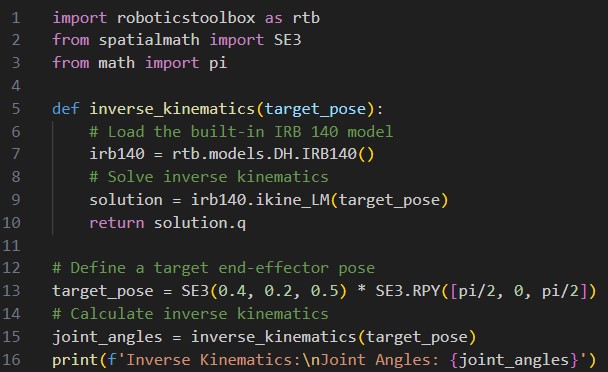 1 import roboticstoolbox as rtb
2 from spatialmath import SE3
3 from math import pi
4
5 def inverse_kinematics(target_pose):
6     # Load the built-in IRB 140 model
7     irb140 = rtb.models.DH.IRB140()
8     # Solve inverse kinematics
9     solution = irb140.ikine_LM(target_pose)
10     return solution.q
11
12 # Define a target end-effector pose
13 target_pose = SE3(0.4, 0.2, 0.5) * SE3.RPY([pi/2, 0, pi/2])
14 # Calculate inverse kinematics
15 joint_angles = inverse_kinematics(target_pose)
16 print(f'Inverse Kinematics:\nJoint Angles: {joint_angles}')